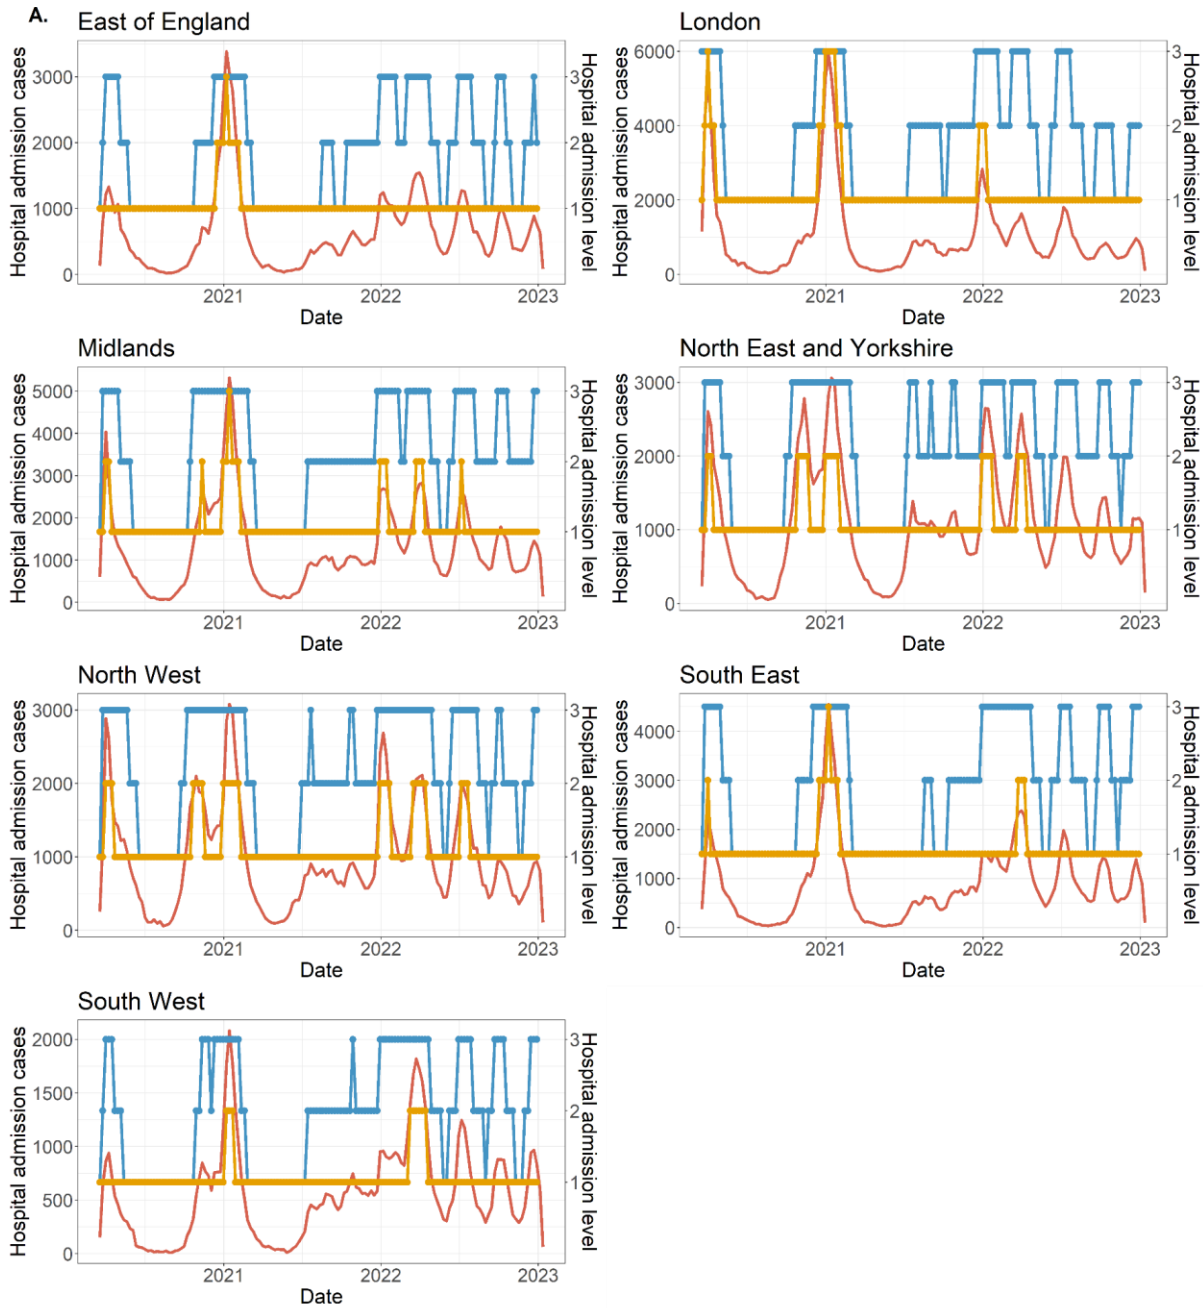 A.
East of England
Hospital admission cases
3000
2000
1000
0
3
2
1
Hospital admission level
2021 2022 2023
Date
London
Hospital admission cases
6000
4000
2000
0
3
2
1
Hospital admission level
2021 2022 2023
Date
Midlands
Hospital admission cases
5000
4000
3000
2000
1000
0
3
2
1
Hospital admission level
2021 2022 2023
Date
North East and Yorkshire
Hospital admission cases
3000
2000
1000
0
3
2
1
Hospital admission level
2021 2022 2023
Date
North West
Hospital admission cases
3000
2000
1000
0
3
2
1
Hospital admission level
2021 2022 2023
Date
South East
Hospital admission cases
4000
3000
2000
1000
0
3
2
1
Hospital admission level
2021 2022 2023
Date
South West
Hospital admission cases
2000
1500
1000
500
0
3
2
1
Hospital admission level
2021 2022 2023
Date